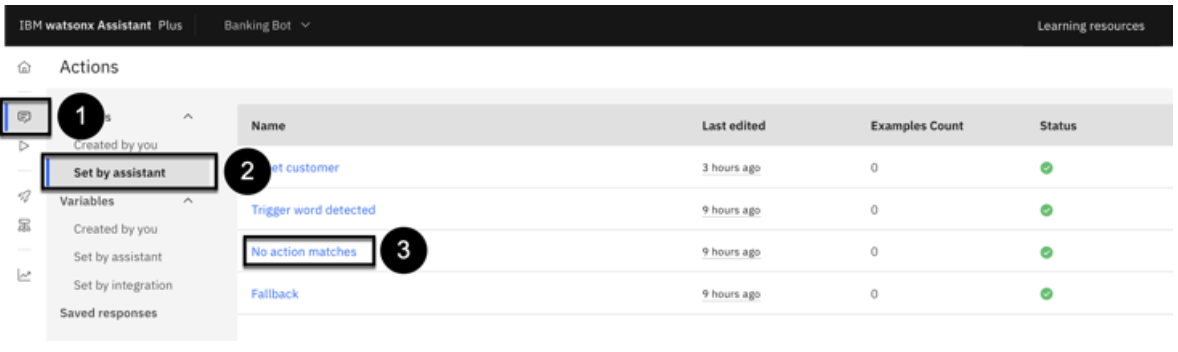 IBM watsonx Assistant Plus Banking Bot Learning resources
Actions
1
Created by you
Set by assistant 2
Variables
Created by you
Set by assistant
Set by integration
Saved responses
Name Last edited Examples Count Status
customer 3 hours ago 0
Trigger word detected 9 hours ago 0
No action matches 3 9 hours ago 0
Fallback 9 hours ago 0